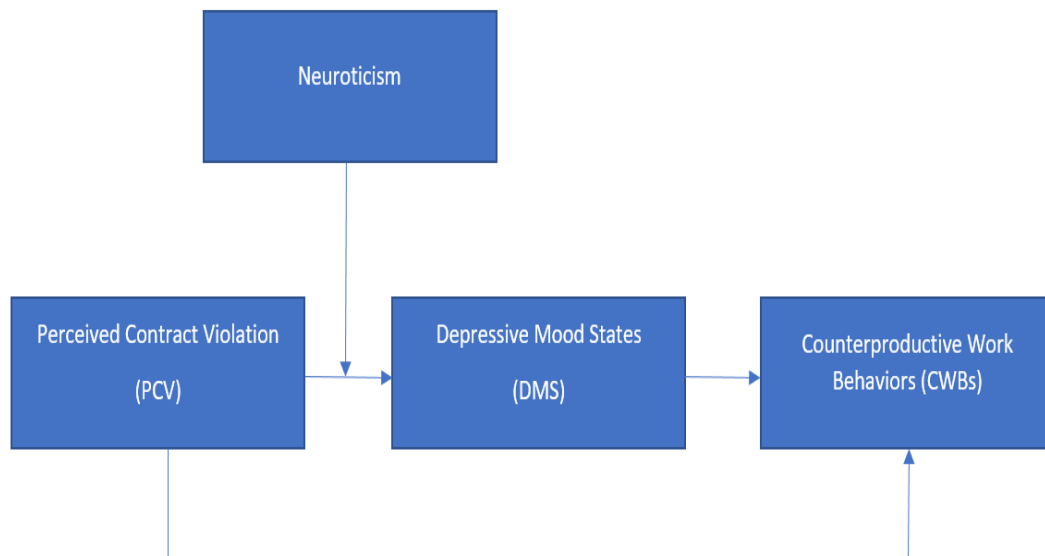 Neuroticism
Perceived Contract Violation
(PCV)
Depressive Mood States
(DMS)
Counterproductive Work
Behaviors (CWBs)